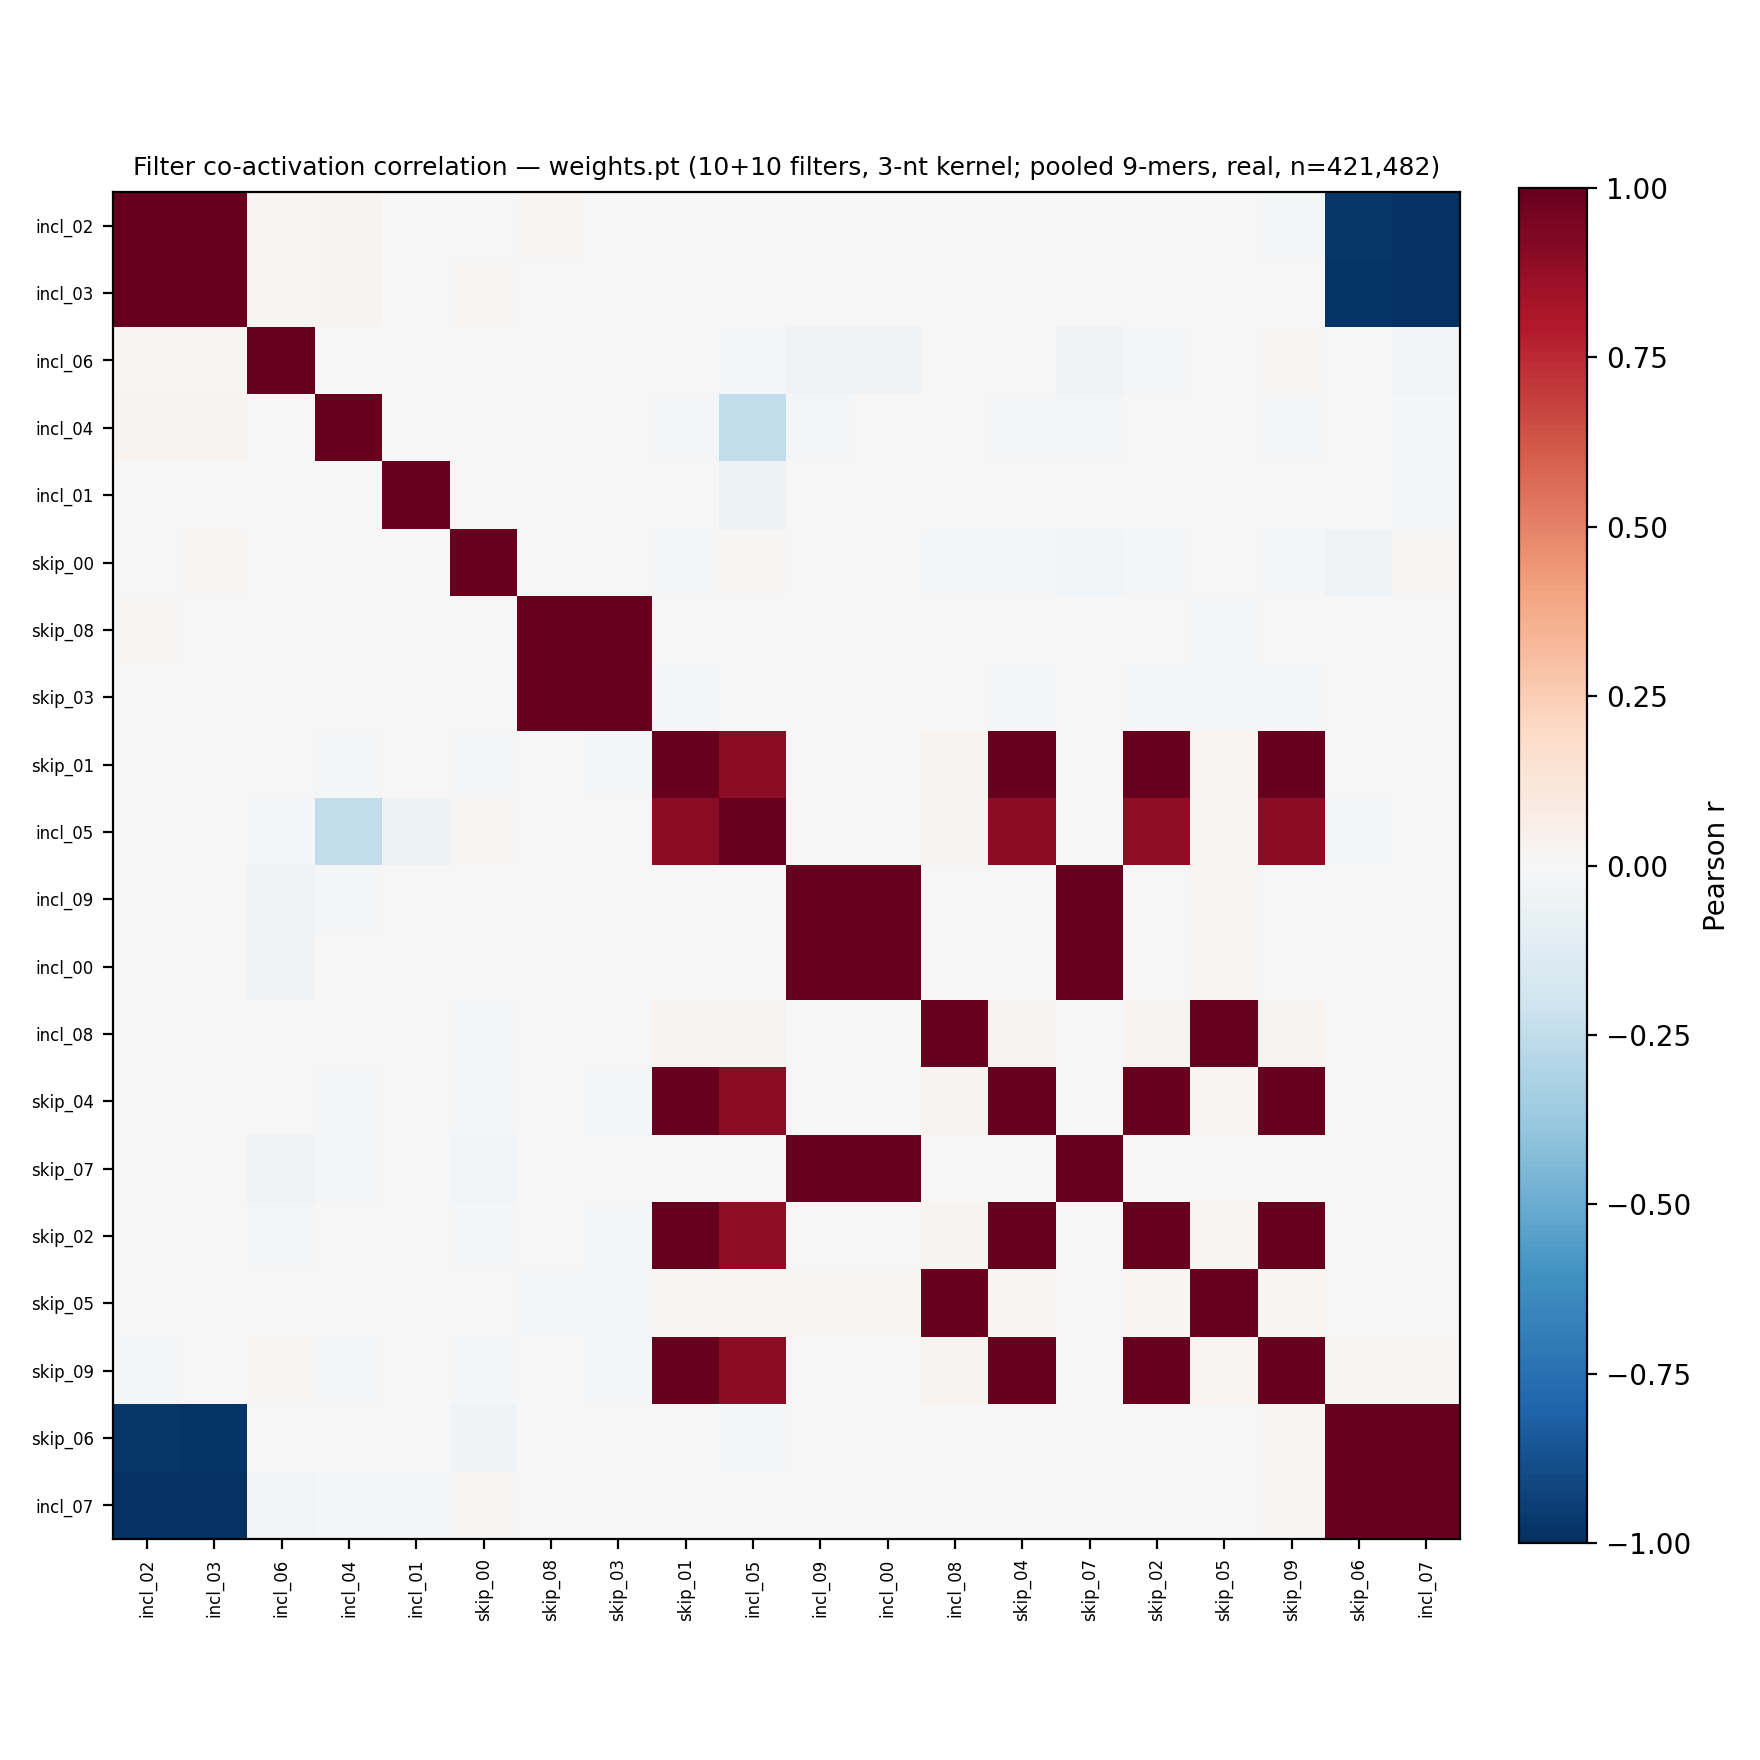 Filter co-activation correlation — weights.pt (10+10 filters, 3-nt kernel; pooled 9-mers, real, n=421,482)
incl_02
incl_03
incl_06
incl_04
incl_01
skip_00
skip_08
skip_03
skip_01
incl_05
incl_09
incl_00
incl_08
skip_04
skip_07
skip_02
skip_05
skip_09
skip_06
incl_07
incl_02
incl_03
incl_06
incl_04
incl_01
skip_00
skip_08
skip_03
skip_01
incl_05
incl_09
incl_00
incl_08
skip_04
skip_07
skip_02
skip_05
skip_09
skip_06
incl_07
1.00
0.75
0.50
0.25
0.00
−0.25
−0.50
−0.75
−1.00
Pearson r